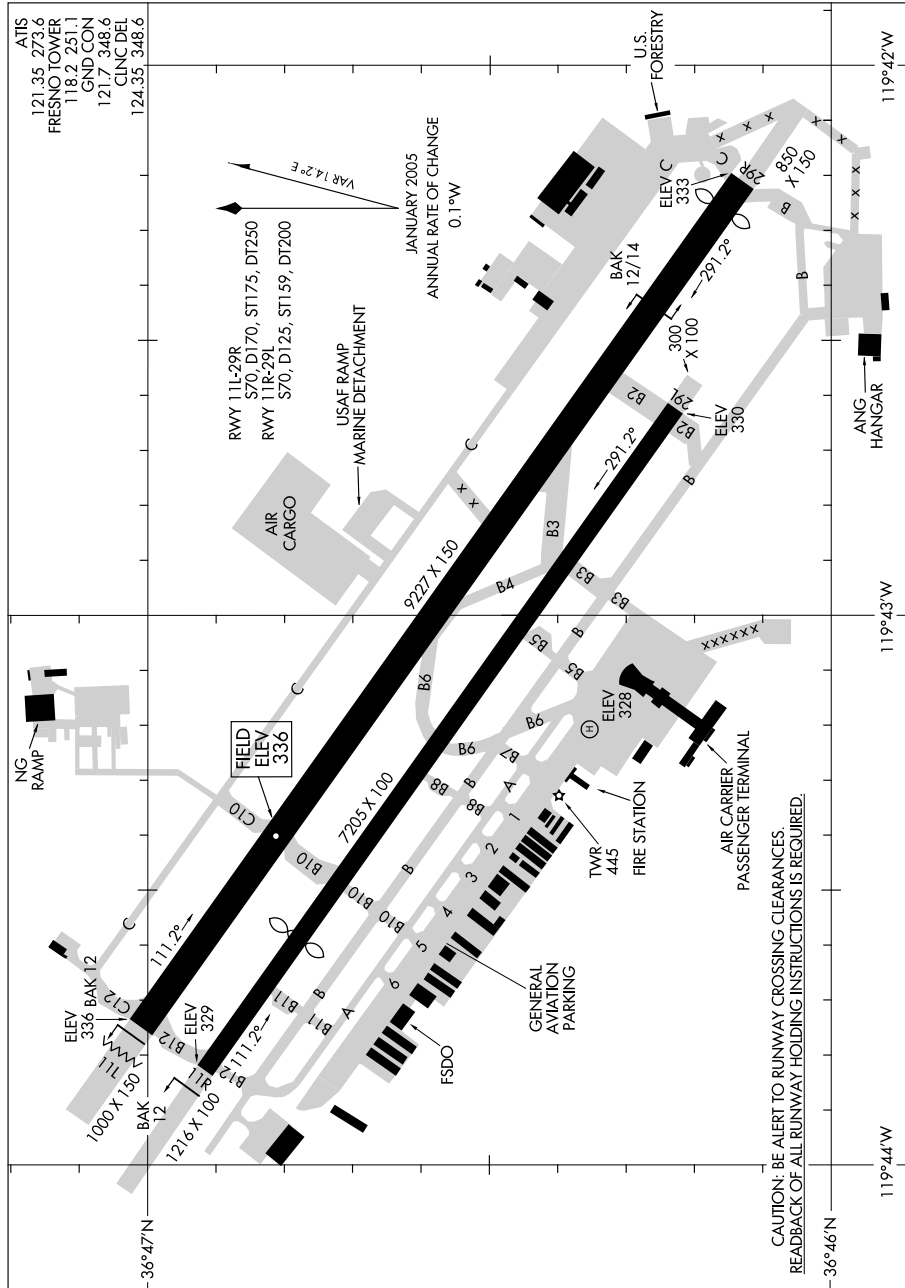 ATIS
121.35 273.6
FRESNO TOWER
118.2 251.1
GND CON
121.7 348.6
CLNC DEL
124.35 348.6
VAR 14.2° E
JANUARY 2005
ANNUAL RATE OF CHANGE
0.1°W
RWY 11L-29R
S70, D170, ST175, DT250
RWY 11R-29L
S70, D125, ST159, DT200
NG
RAMP
AIR
CARGO
USAF RAMP
MARINE DETACHMENT
U.S.
FORESTRY
FIELD
ELEV
336
ELEV
336
BAK 12
1000 X 150
11L
111.2°
9227 X 150
BAK
12/14
ELEV
333
29R
291.2°
850
X 150
BAK
12
1216 X 100
ELEV
329
11R
111.2°
7205 X 100
291.2°
300
X 100
29L
ELEV
330
C12
C
C10
C
C
C
C
B12
B12
B11
B11
B10
B10
B10
B8
B8
B7
B6
B6
B6
B5
B5
B4
B3
B3
B3
B2
B2
B
B
B
B
B
B
B
A
A
1
2
3
4
5
6
X X
X X X
X X X
X X X
XXXXXX
H
ELEV
328
TWR
445
FIRE STATION
AIR CARRIER
PASSENGER TERMINAL
GENERAL
AVIATION
PARKING
FSDO
ANG
HANGAR
CAUTION: BE ALERT TO RUNWAY CROSSING CLEARANCES.
READBACK OF ALL RUNWAY HOLDING INSTRUCTIONS IS REQUIRED.
36°47'N
36°46'N
119°44'W
119°43'W
119°43'W
119°42'W